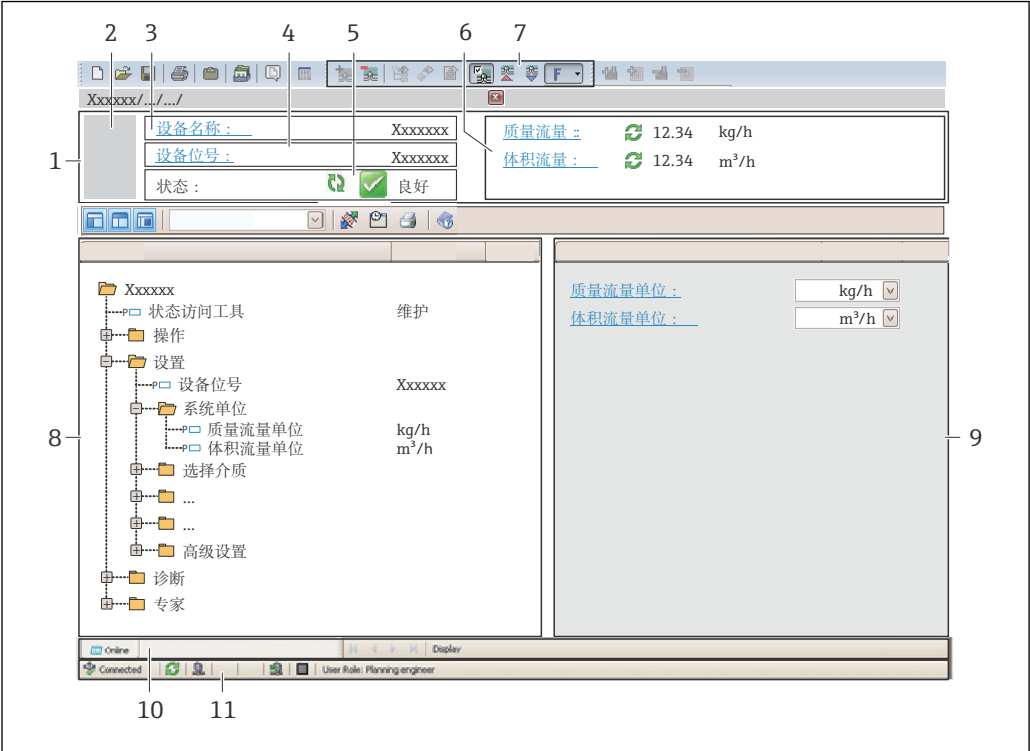 2 3 4 5 6 7
F
Xxxxxx/.../.../
1
设备名称： Xxxxxxx
设备位号： Xxxxxxx
状态： 良好
质量流量：: 12.34 kg/h
体积流量： 12.34 m³/h
Xxxxxx
P 状态访问工具 维护
操作
设置
P 设备位号 Xxxxxx
系统单位
P 质量流量单位 kg/h
P 体积流量单位 m³/h
选择介质
...
...
高级设置
诊断
专家
8
质量流量单位： kg/h
体积流量单位： m³/h
9
Online Display
Connected User Role: Planning engineer
10 11